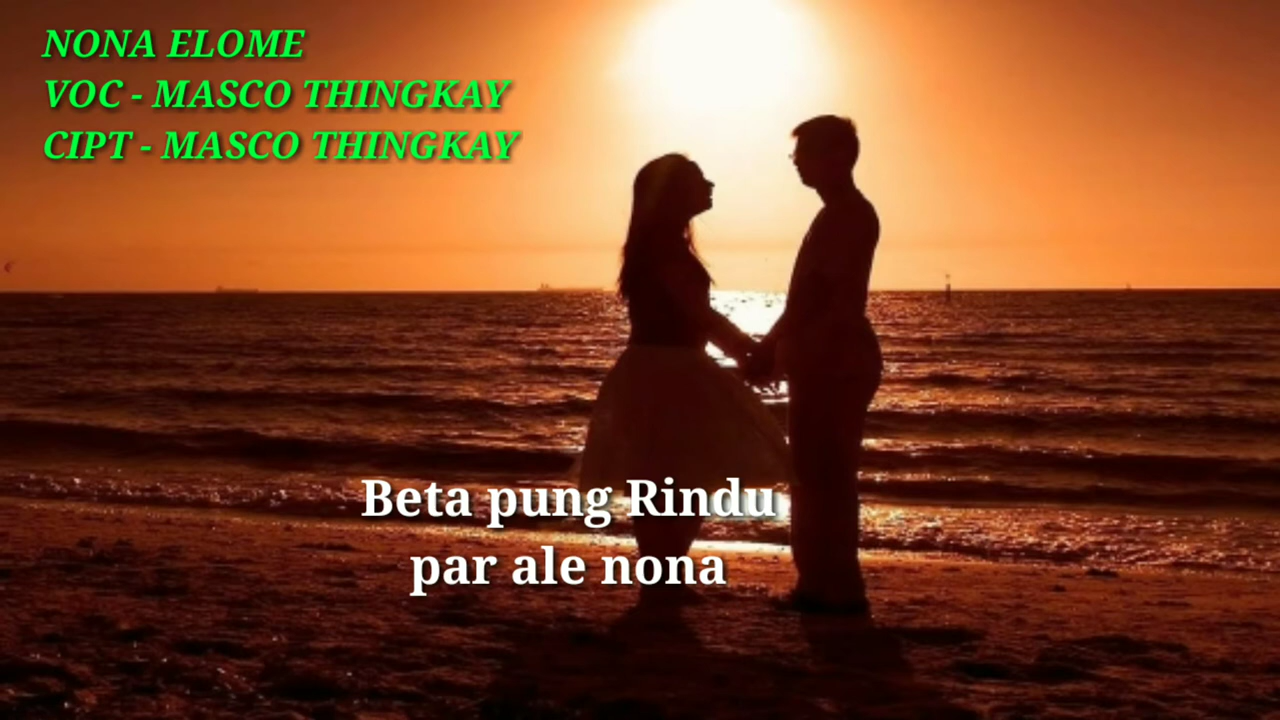 NONA ELOME
VOC - MASCO THINGKAY
CIPT - MASCO THINGKAY
Beta pung Rindu
par ale nona